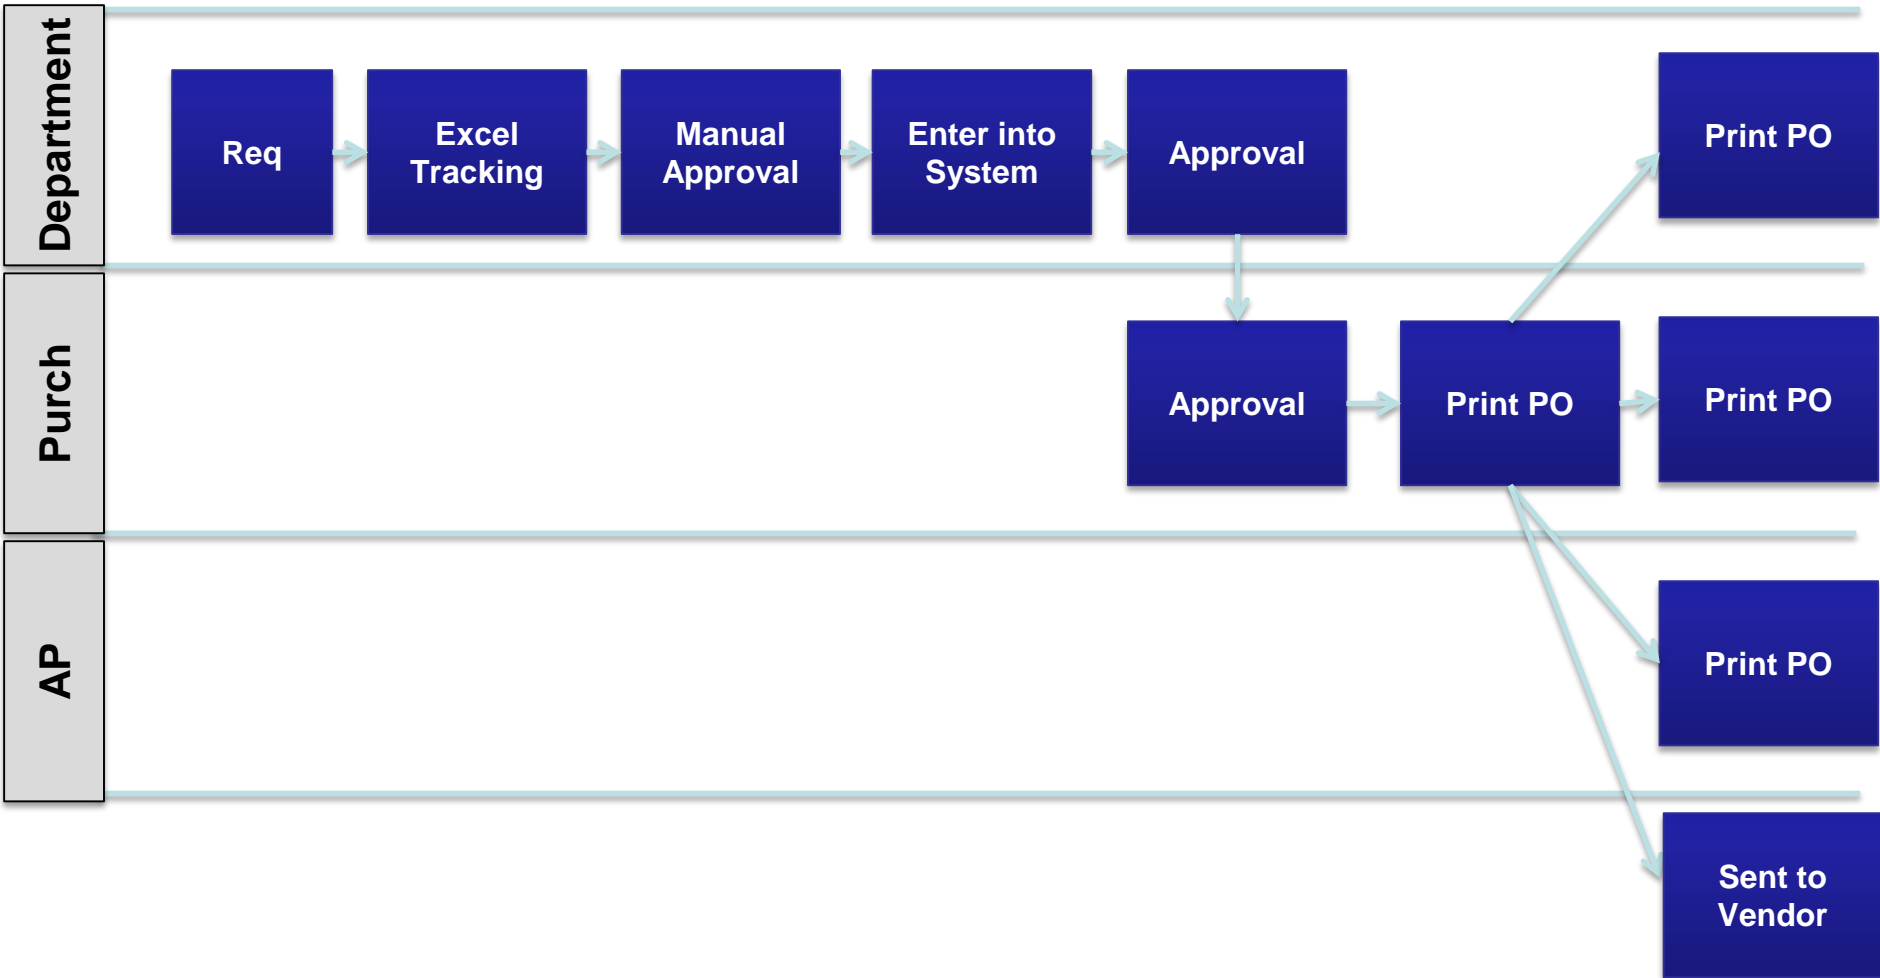 Department
Req
Excel
Tracking
Manual
Approval
Enter into
System
Approval
Print PO
Purch
Approval
Print PO
Print PO
AP
Print PO
Sent to
Vendor